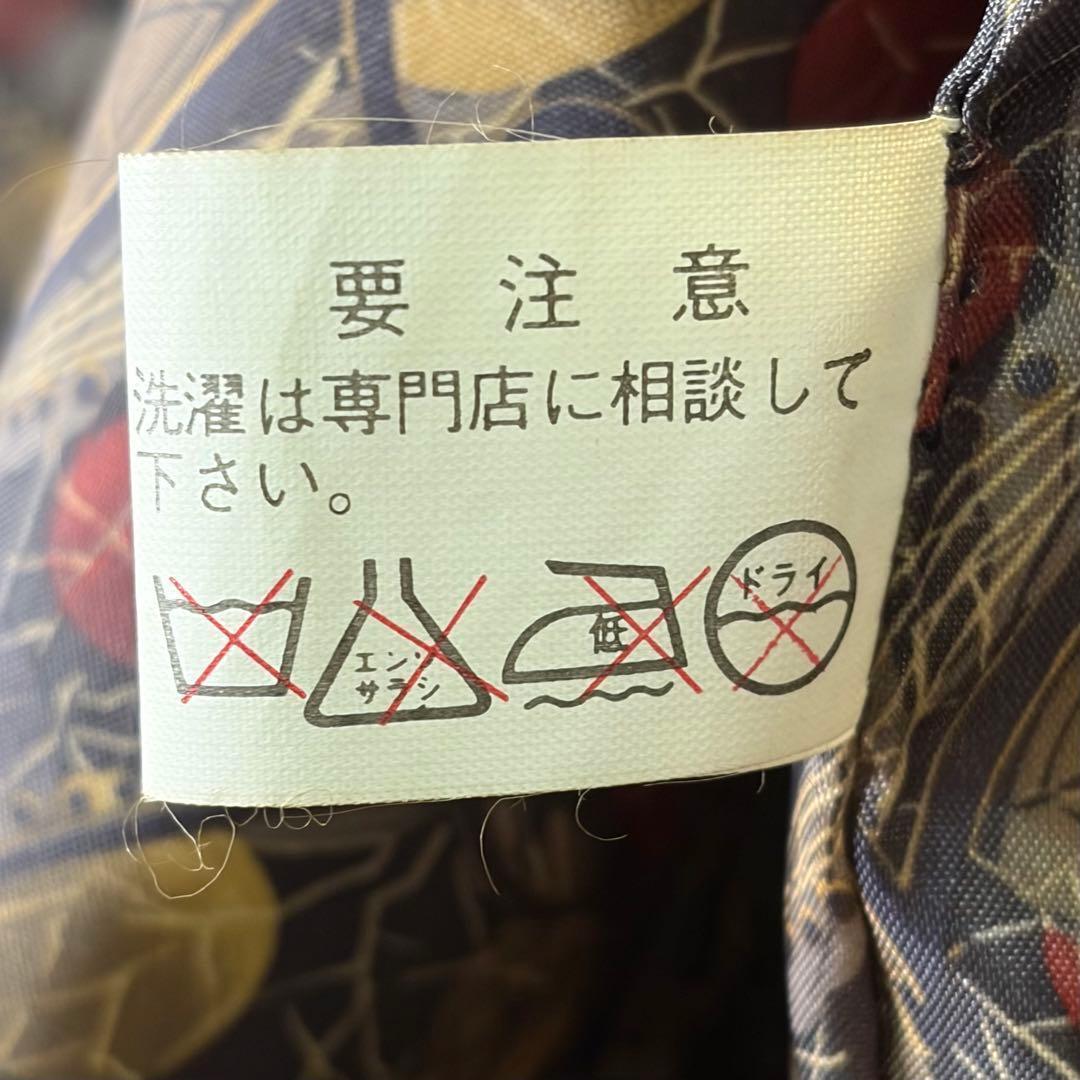 要注意
洗濯は専門店に相談して
下さい。
エンソ
サラシ
低
ドライ